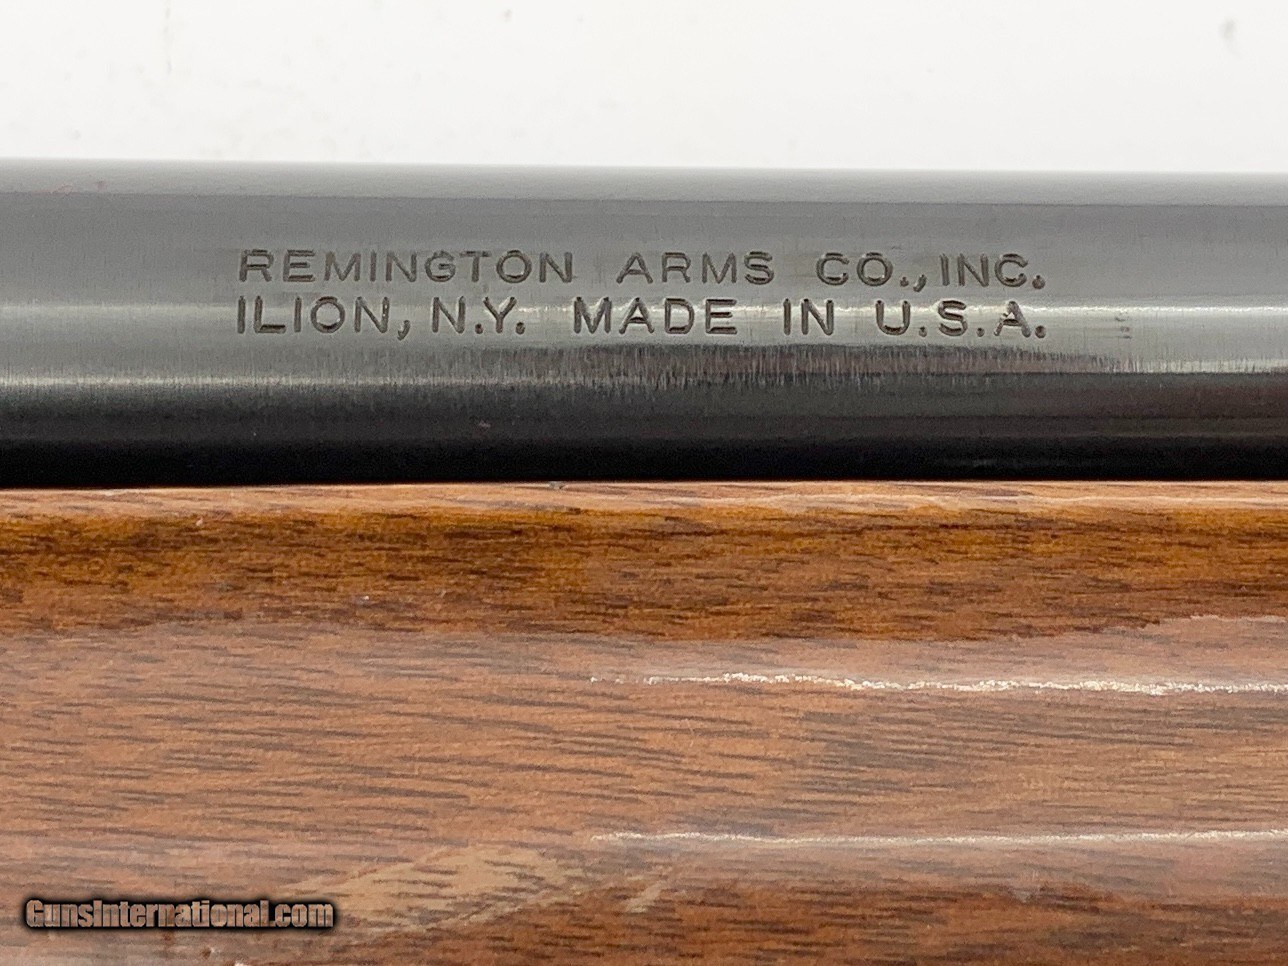 REMINGTON ARMS CO., INC.
ILION, N.Y. MADE IN U.S.A.
GunsInternational.com